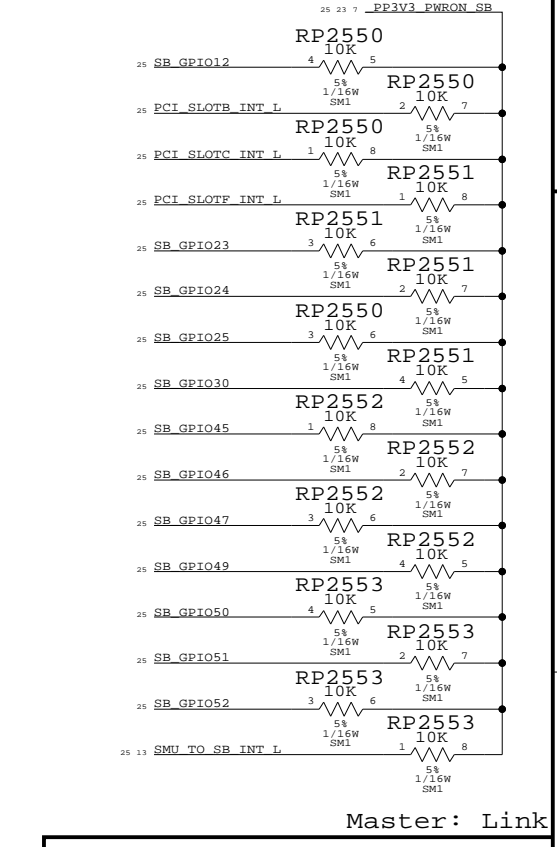 25 23 7 PP3V3_PWRON_SB
RP2550
10K
25 SB_GPIO12 4 5
5%
1/16W
SM1
RP2550
10K
25 PCI_SLOTB_INT_L 2 7
5%
1/16W
SM1
RP2550
10K
25 PCI_SLOTC_INT_L 1 8
5%
1/16W
SM1
RP2551
10K
25 PCI_SLOTF_INT_L 1 8
5%
1/16W
SM1
RP2551
10K
25 SB_GPIO23 3 6
5%
1/16W
SM1
RP2551
10K
25 SB_GPIO24 2 7
5%
1/16W
SM1
RP2550
10K
25 SB_GPIO25 3 6
5%
1/16W
SM1
RP2551
10K
25 SB_GPIO30 4 5
5%
1/16W
SM1
RP2552
10K
25 SB_GPIO45 1 8
5%
1/16W
SM1
RP2552
10K
25 SB_GPIO46 2 7
5%
1/16W
SM1
RP2552
10K
25 SB_GPIO47 3 6
5%
1/16W
SM1
RP2552
10K
25 SB_GPIO49 4 5
5%
1/16W
SM1
RP2553
10K
25 SB_GPIO50 4 5
5%
1/16W
SM1
RP2553
10K
25 SB_GPIO51 2 7
5%
1/16W
SM1
RP2553
10K
25 SB_GPIO52 3 6
5%
1/16W
SM1
RP2553
10K
25 13 SMU_TO_SB_INT_L 1 8
5%
1/16W
SM1
Master: Link